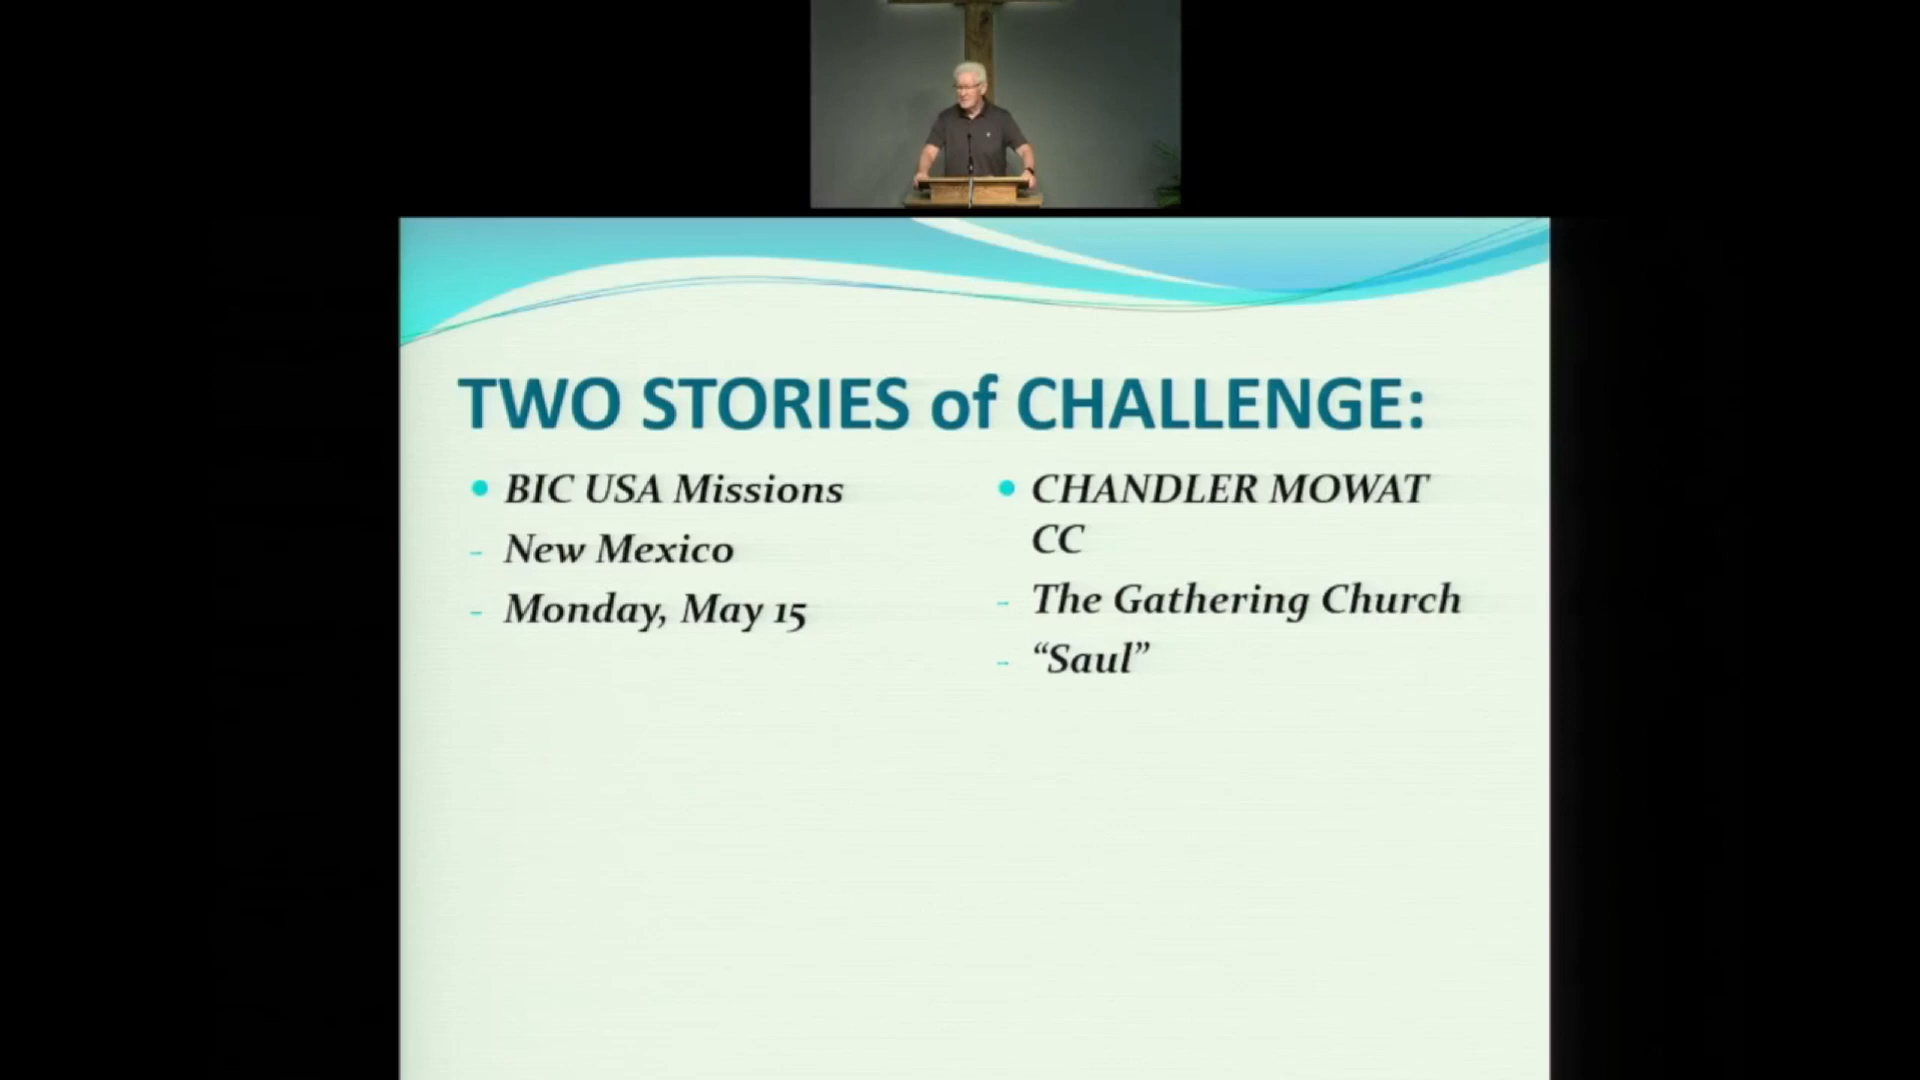 TWO STORIES of CHALLENGE:
• BIC USA Missions
- New Mexico
- Monday, May 15
• CHANDLER MOWAT
CC
- The Gathering Church
- “Saul”